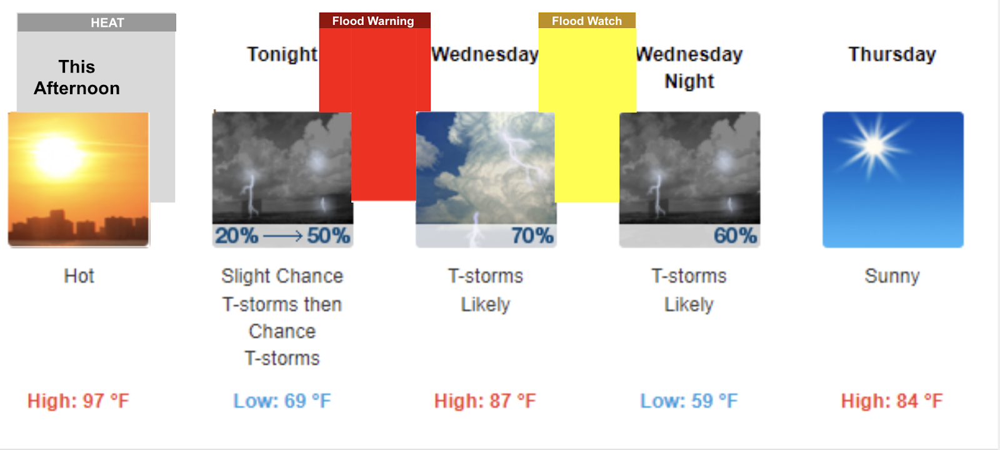 HEAT
Flood Warning
Flood Watch
This
Afternoon
Tonight
Wednesday
Wednesday
Night
Thursday
20% → 50%
70%
60%
Hot
Slight Chance
T-storms then
Chance
T-storms
T-storms
Likely
T-storms
Likely
Sunny
High: 97 °F
Low: 69 °F
High: 87 °F
Low: 59 °F
High: 84 °F